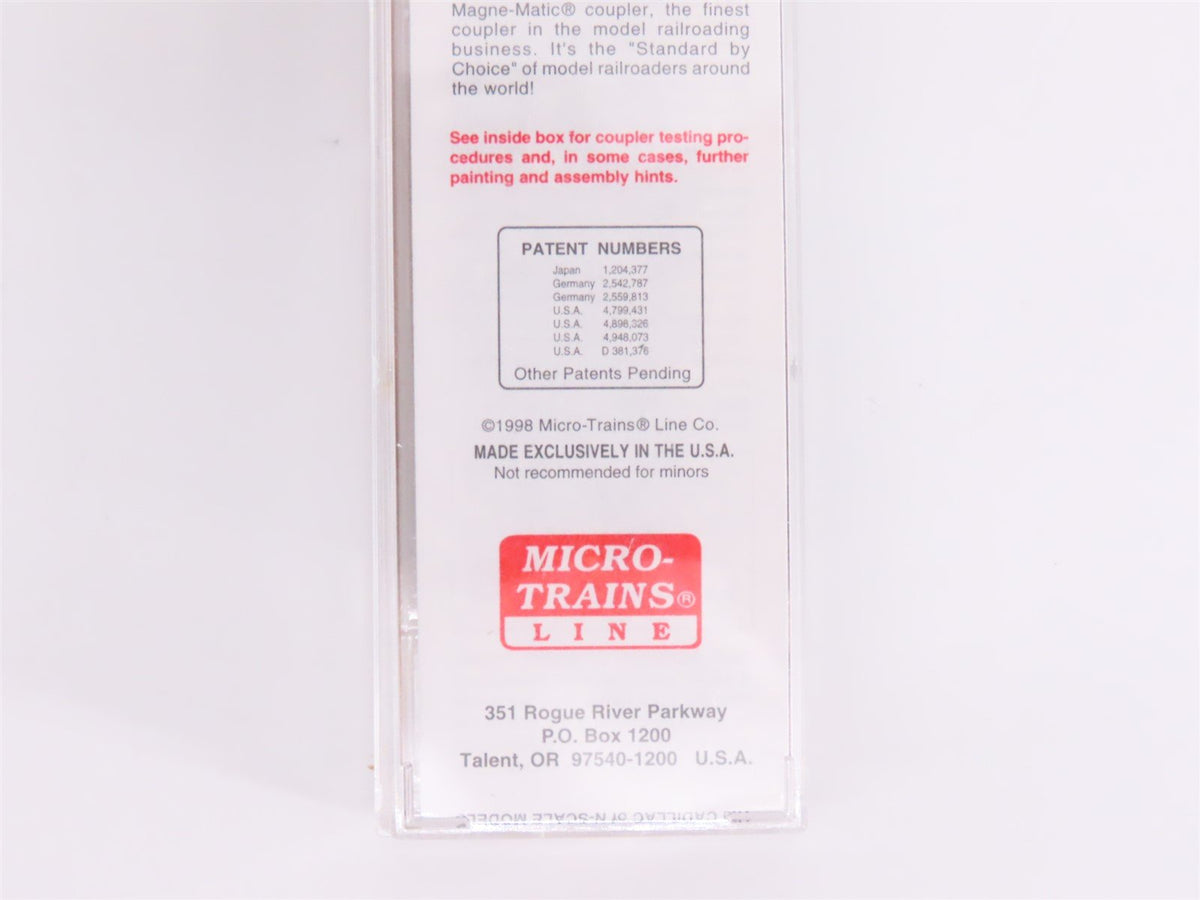 Magne-Matic® coupler, the finest
coupler in the model railroading
business. It's the "Standard by
Choice" of model railroaders around
the world!
See inside box for coupler testing pro-
cedures and, in some cases, further
painting and assembly hints.
PATENT NUMBERS
Japan 1,204,377
Germany 2,542,787
Germany 2,559,813
U.S.A. 4,799,431
U.S.A. 4,898,326
U.S.A. 4,948,073
U.S.A. D 381,376
Other Patents Pending
©1998 Micro-Trains® Line Co.
MADE EXCLUSIVELY IN THE U.S.A.
Not recommended for minors
MICRO-
TRAINS®
LINE
351 Rogue River Parkway
P.O. Box 1200
Talent, OR 97540-1200 U.S.A.
CADILLAC of N-SCALE MODEL